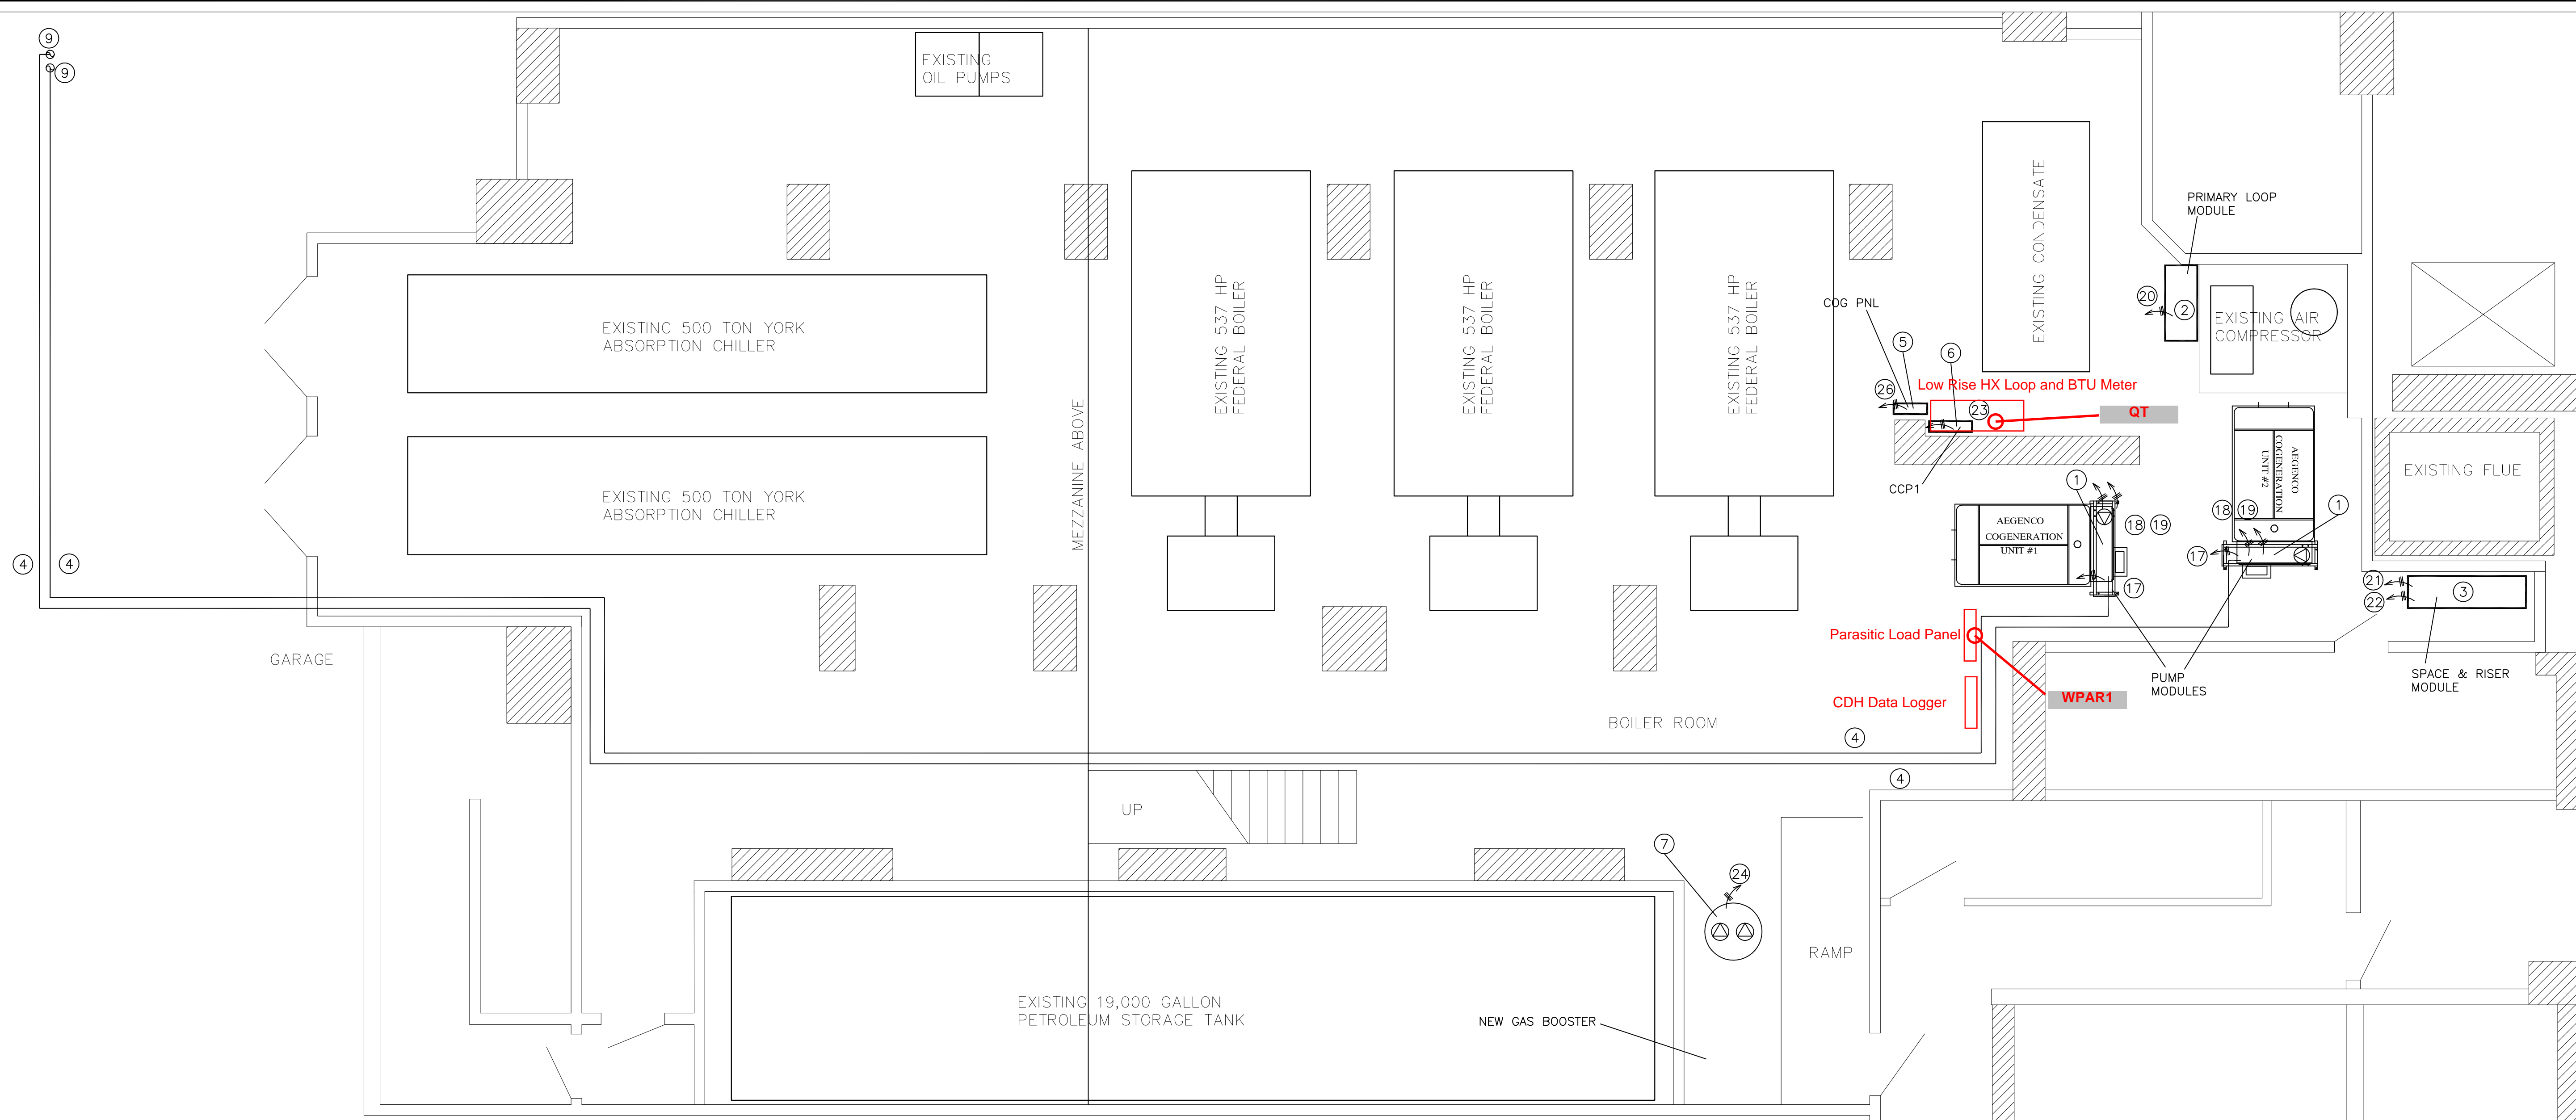 9
9
EXISTING
OIL PUMPS
PRIMARY LOOP
MODULE
EXISTING CONDENSATE
EXISTING 537 HP
FEDERAL BOILER
EXISTING 537 HP
FEDERAL BOILER
EXISTING 537 HP
FEDERAL BOILER
20
2
COG PNL
EXISTING AIR
COMPRESSOR
EXISTING 500 TON YORK
ABSORPTION CHILLER
5
6
Low Rise HX Loop and BTU Meter
26
23
QT
MEZZANINE ABOVE
AEGENCO
COGENERATION
UNIT #2
EXISTING FLUE
CCP1
1
EXISTING 500 TON YORK
ABSORPTION CHILLER
18
19
1
AEGENCO
COGENERATION
UNIT #1
18
19
17
4
4
17
21
22
3
Parasitic Load Panel
GARAGE
PUMP
MODULES
SPACE & RISER
MODULE
WPAR1
CDH Data Logger
BOILER ROOM
4
4
UP
7
24
RAMP
EXISTING 19,000 GALLON
PETROLEUM STORAGE TANK
NEW GAS BOOSTER